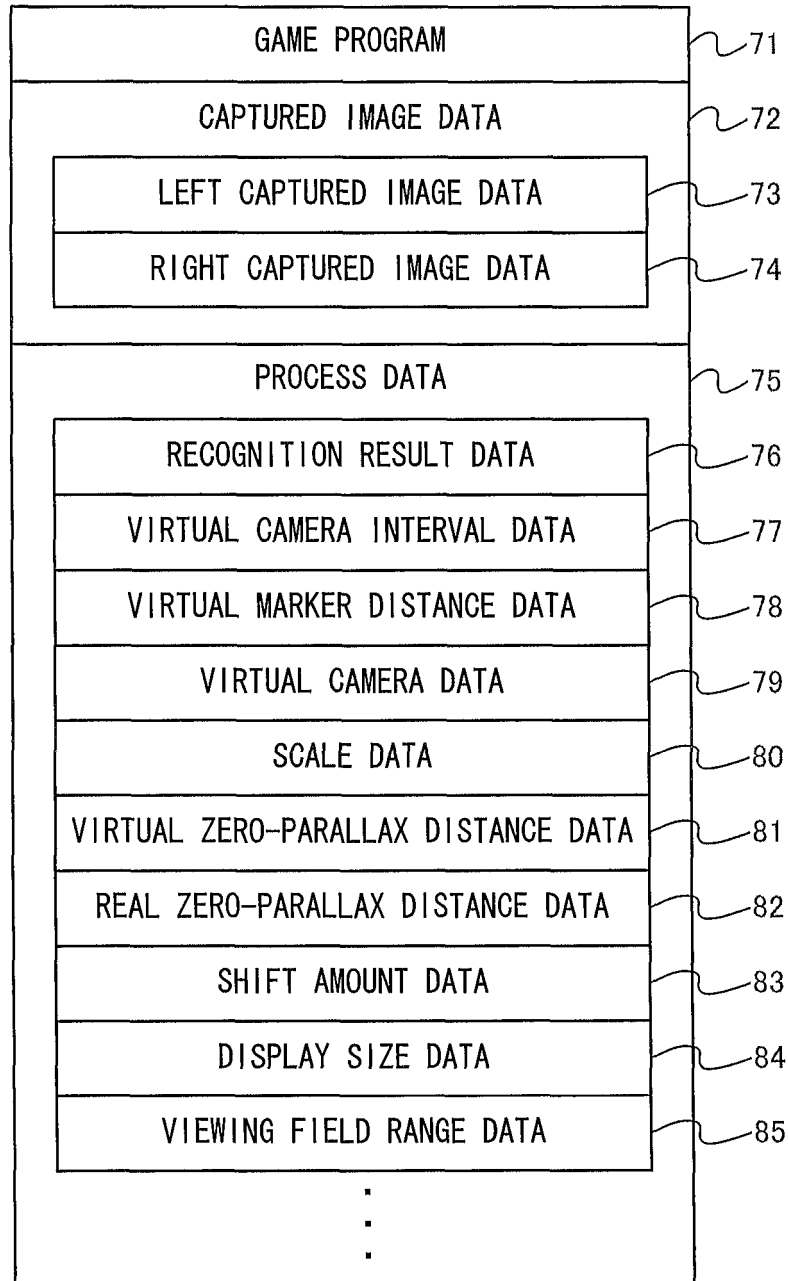 GAME PROGRAM 71
CAPTURED IMAGE DATA 72
LEFT CAPTURED IMAGE DATA 73
RIGHT CAPTURED IMAGE DATA 74
PROCESS DATA 75
RECOGNITION RESULT DATA 76
VIRTUAL CAMERA INTERVAL DATA 77
VIRTUAL MARKER DISTANCE DATA 78
VIRTUAL CAMERA DATA 79
SCALE DATA 80
VIRTUAL ZERO-PARALLAX DISTANCE DATA 81
REAL ZERO-PARALLAX DISTANCE DATA 82
SHIFT AMOUNT DATA 83
DISPLAY SIZE DATA 84
VIEWING FIELD RANGE DATA 85